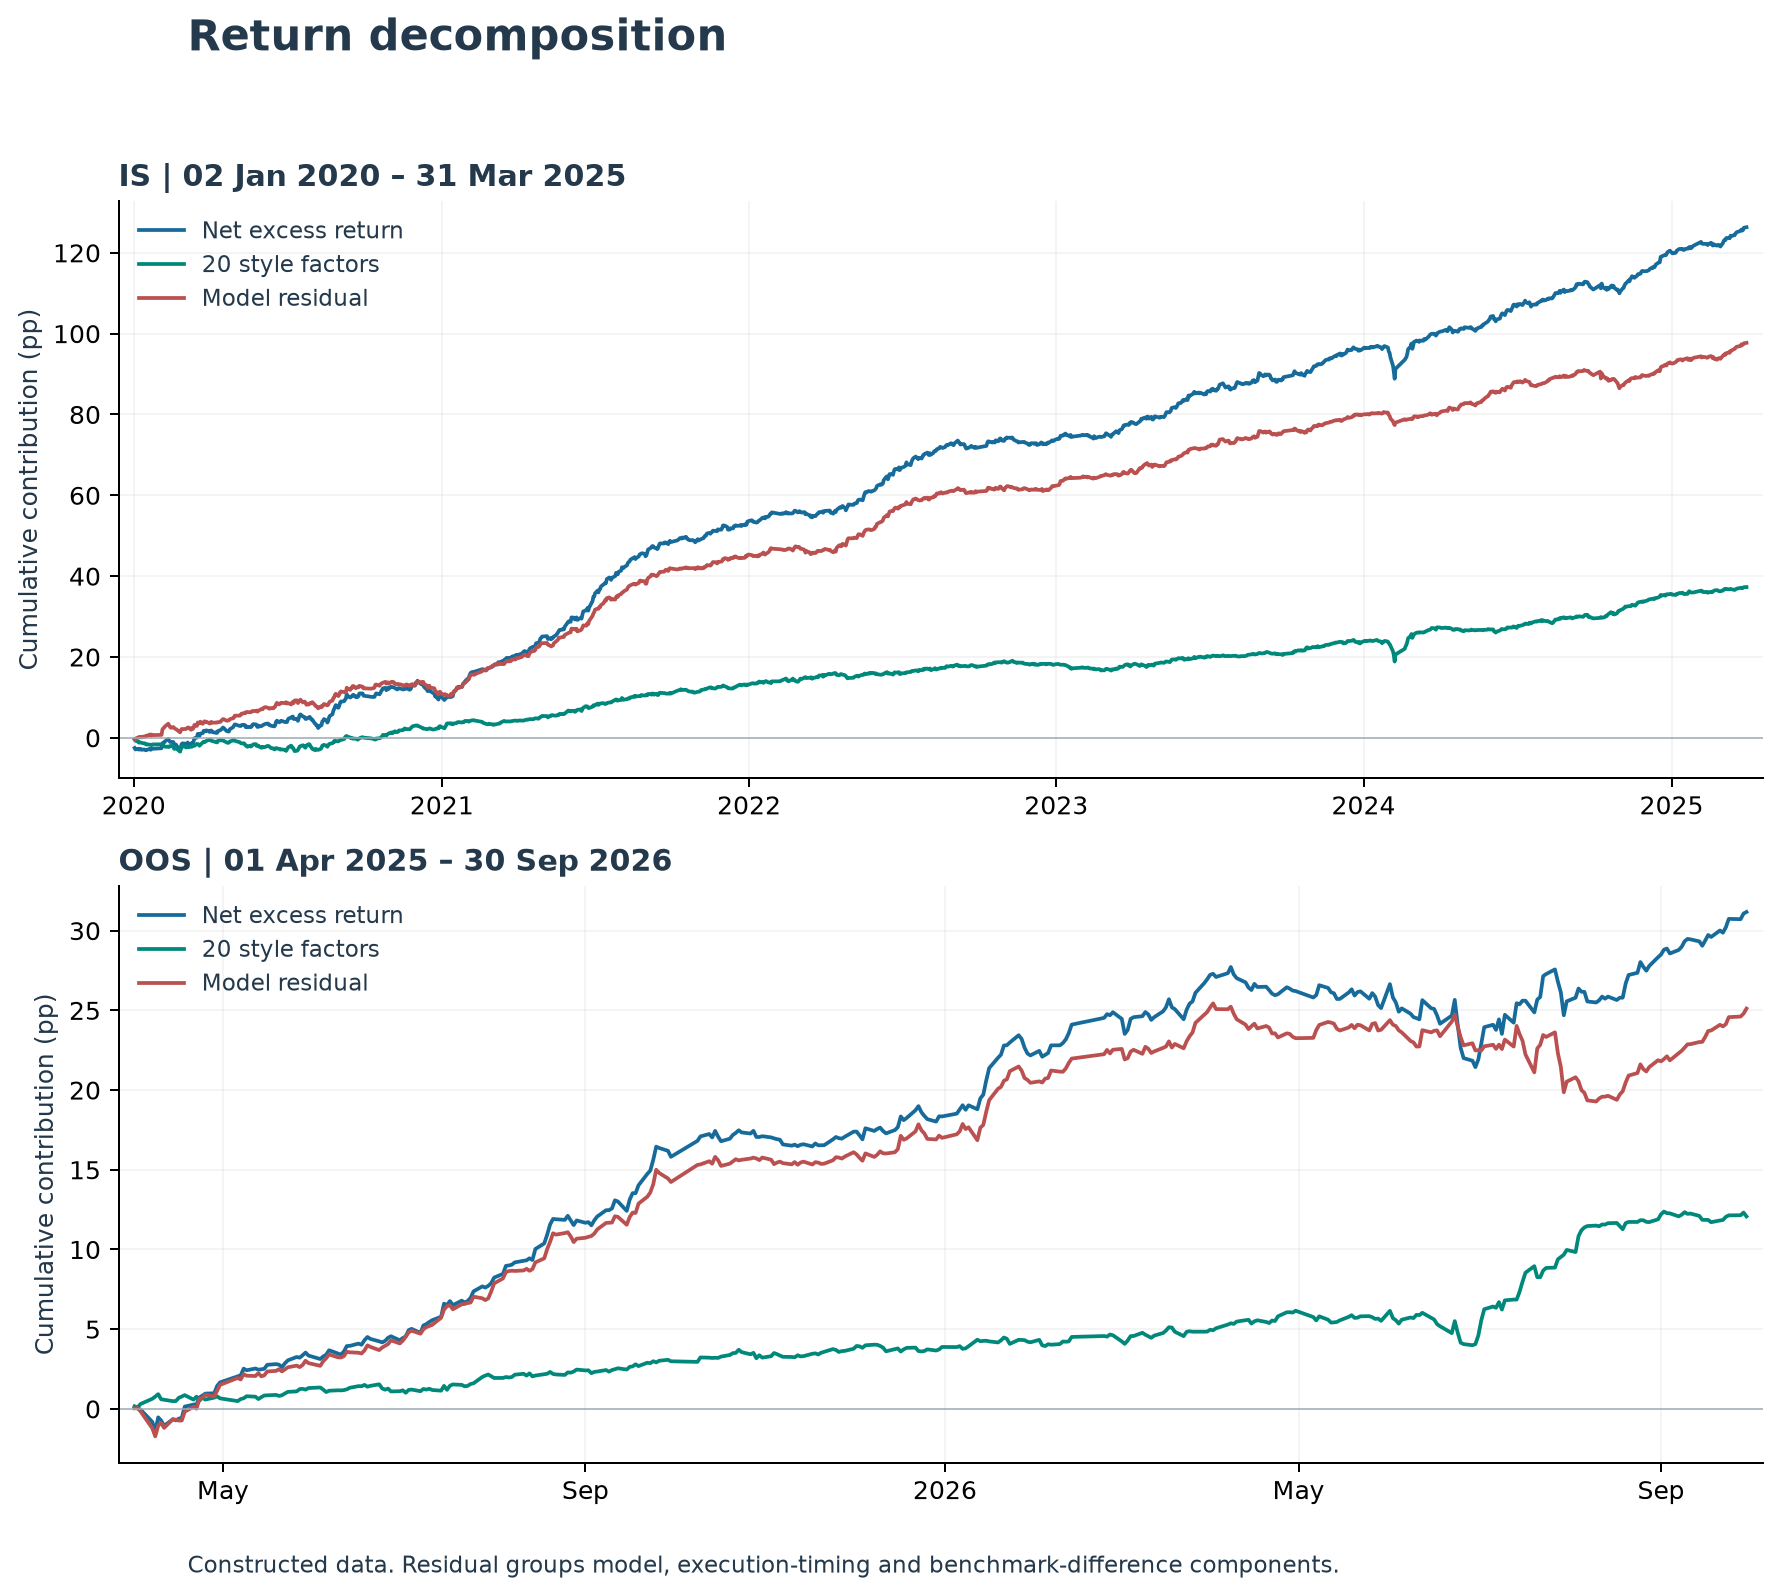 Return decomposition
IS | 02 Jan 2020 – 31 Mar 2025
Net excess return
20 style factors
Model residual
Cumulative contribution (pp)
120
100
80
60
40
20
0
2020 2021 2022 2023 2024 2025
OOS | 01 Apr 2025 – 30 Sep 2026
Net excess return
20 style factors
Model residual
Cumulative contribution (pp)
30
25
20
15
10
5
0
May Sep 2026 May Sep
Constructed data. Residual groups model, execution-timing and benchmark-difference components.